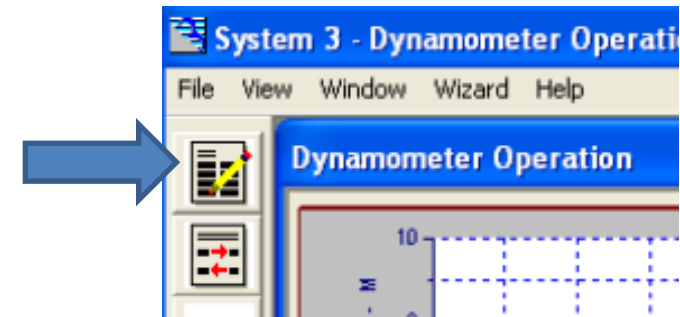 System 3 - Dynamometer Operati
File View Window Wizard Help
Dynamometer Operation
10